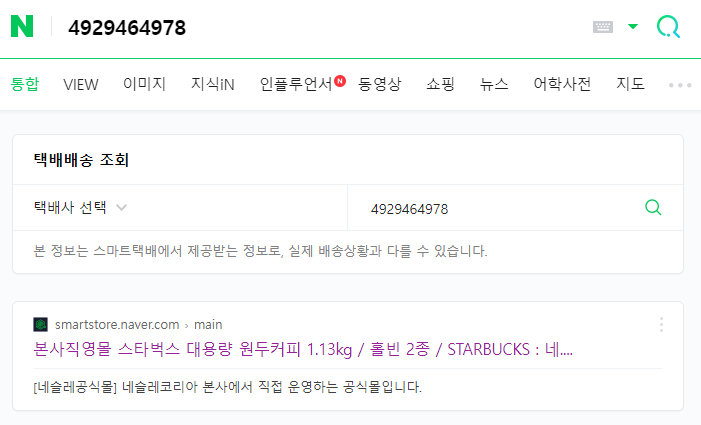 N 4929464978
통합 VIEW 이미지 지식iN 인플루언서 N 동영상 쇼핑 뉴스 어학사전 지도
택배배송 조회
택배사 선택 4929464978
본 정보는 스마트택배에서 제공받는 정보로, 실제 배송상황과 다를 수 있습니다.
smartstore.naver.com › main
본사직영몰 스타벅스 대용량 원두커피 1.13kg / 홀빈 2종 / STARBUCKS : 네....
[네슬레공식몰] 네슬레코리아 본사에서 직접 운영하는 공식몰입니다.